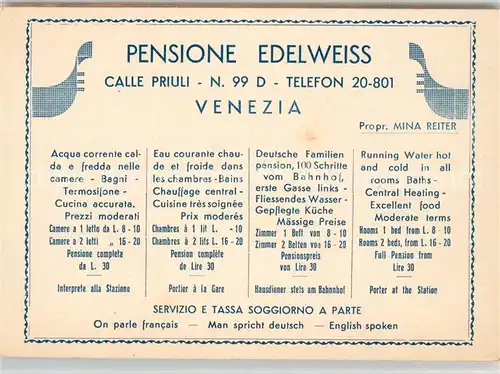 PENSIONE EDELWEISS
CALLE PRIULI - N. 99 D - TELEFON 20-801
VENEZIA
Propr. MINA REITER
Acqua corrente cal-
da e fredda nelle
camere - Bagni -
Termosifone -
Cucina accurata.
Prezzi moderati
Camere a 1 letto da L. 8 - 10
Camere a 2 letti „ 16 - 20
Pensione completa
da L. 30
Interprete alla Stazione
Eau courante chau-
de et froide dans
les chambres - Bains
Chauffage central -
Cuisine très soignée
Prix moderés
Chambres à 1 lit L. - 10
Chambres à 2 lits L. 16 - 20
Pension complète
de Lire 30
Portier à la Gare
Deutsche Familien
pension, 100 Schritte
vom Bahnhof,
erste Gasse links -
Fliessendes Wasser -
Gepflegte Küche
Mässige Preise
Zimmer 1 Bett von 8 - 10
Zimmer 2 Betten von 16 - 20
Pensionspreis
von Lire 30
Hausdiener stets am Bahnhof
Running Water hot
and cold in all
rooms Baths -
Central Heating -
Excellent food
Moderate terms
Rooms 1 bed from L. 8 - 10
Rooms 2 beds, from L. 16 - 20
Full Pension from
Lire 30
Porter at the Station
SERVIZIO E TASSA SOGGIORNO A PARTE
On parle français — Man spricht deutsch — English spoken